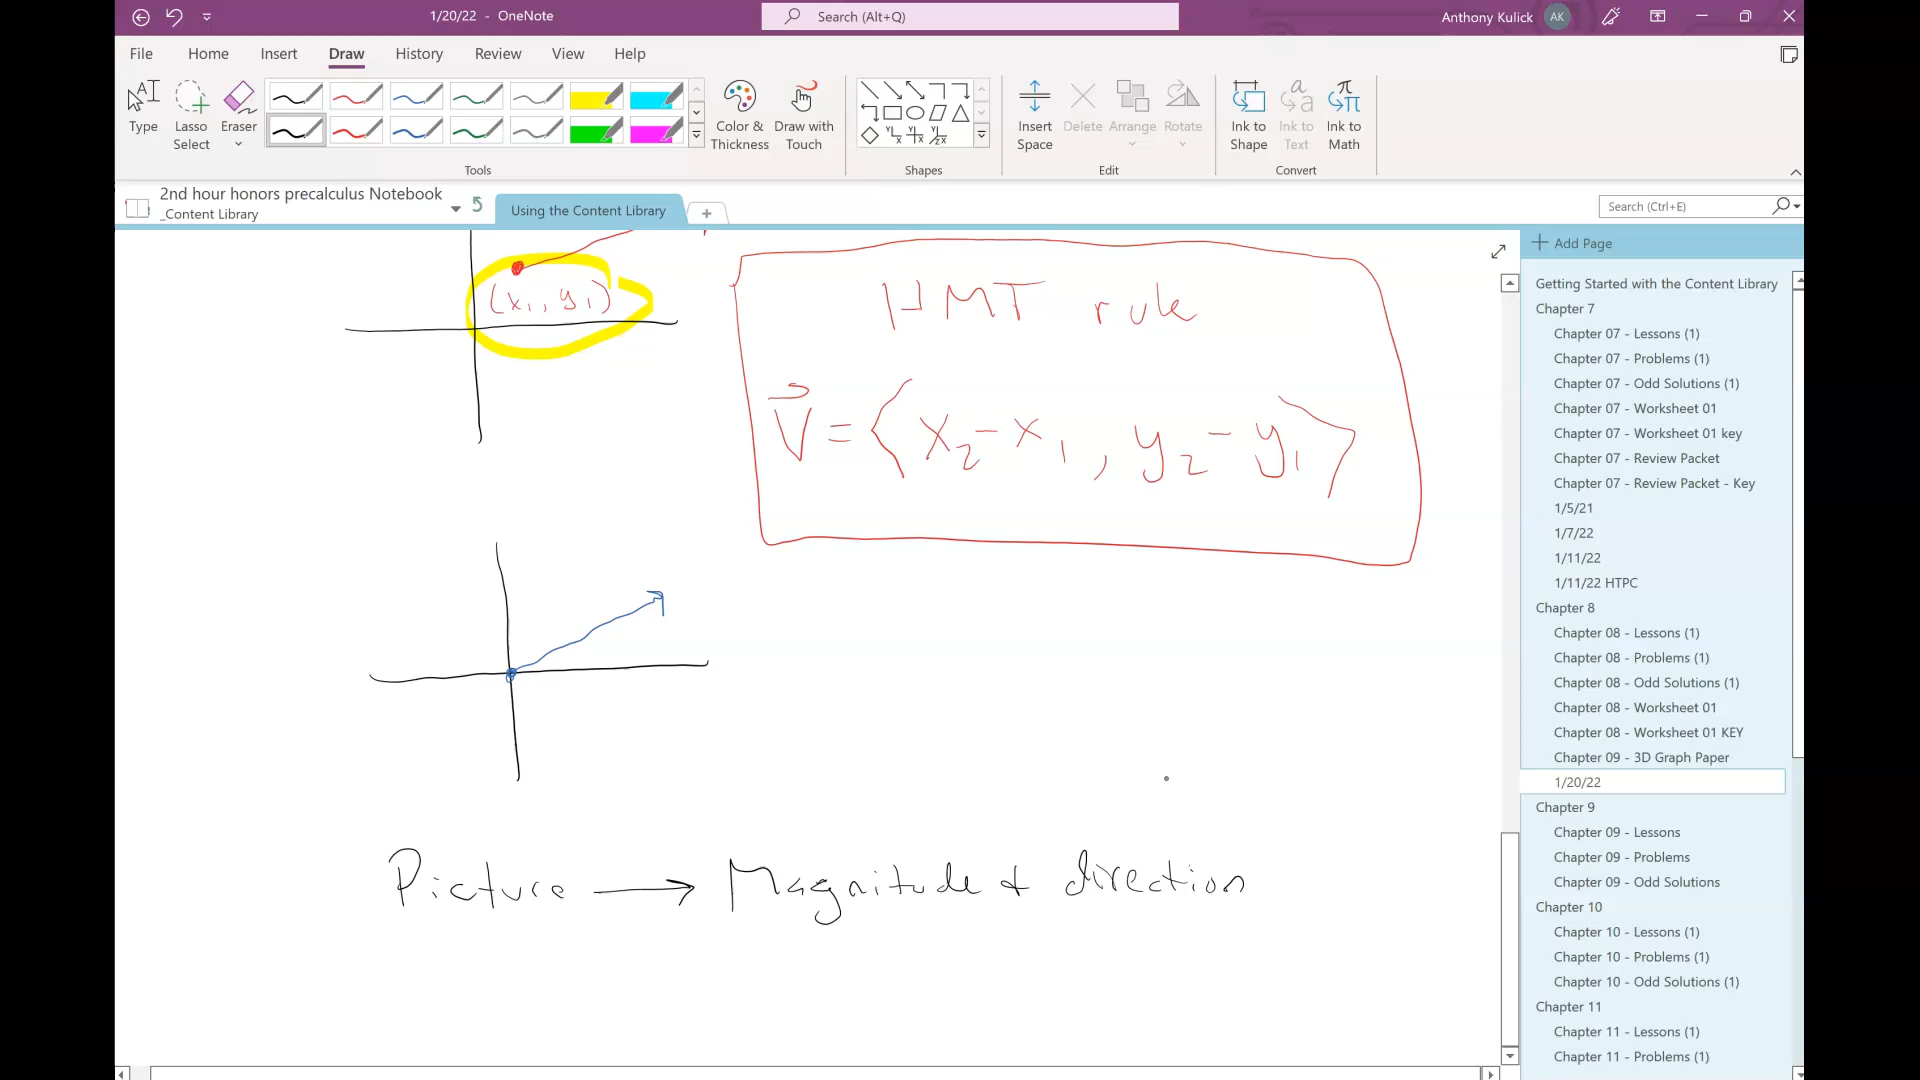 1/20/22 - OneNote
Search (Alt+Q)
Anthony Kulick
AK
File
Home
Insert
Draw
History
Review
View
Help
Type
Lasso
Select
Eraser
Color &
Thickness
Draw with
Touch
Insert
Space
Delete
Arrange
Rotate
Ink to
Shape
Ink to
Text
Ink to
Math
Tools
Shapes
Edit
Convert
2nd hour honors precalculus Notebook
_Content Library
Using the Content Library
Search (Ctrl+E)
(x₁, y₁)
HMT rule
V⃗ = ⟨x₂ - x₁, y₂ - y₁⟩
Picture → Magnitude & direction
Add Page
Getting Started with the Content Library
Chapter 7
Chapter 07 - Lessons (1)
Chapter 07 - Problems (1)
Chapter 07 - Odd Solutions (1)
Chapter 07 - Worksheet 01
Chapter 07 - Worksheet 01 key
Chapter 07 - Review Packet
Chapter 07 - Review Packet - Key
1/5/21
1/7/22
1/11/22
1/11/22 HTPC
Chapter 8
Chapter 08 - Lessons (1)
Chapter 08 - Problems (1)
Chapter 08 - Odd Solutions (1)
Chapter 08 - Worksheet 01
Chapter 08 - Worksheet 01 KEY
Chapter 09 - 3D Graph Paper
1/20/22
Chapter 9
Chapter 09 - Lessons
Chapter 09 - Problems
Chapter 09 - Odd Solutions
Chapter 10
Chapter 10 - Lessons (1)
Chapter 10 - Problems (1)
Chapter 10 - Odd Solutions (1)
Chapter 11
Chapter 11 - Lessons (1)
Chapter 11 - Problems (1)